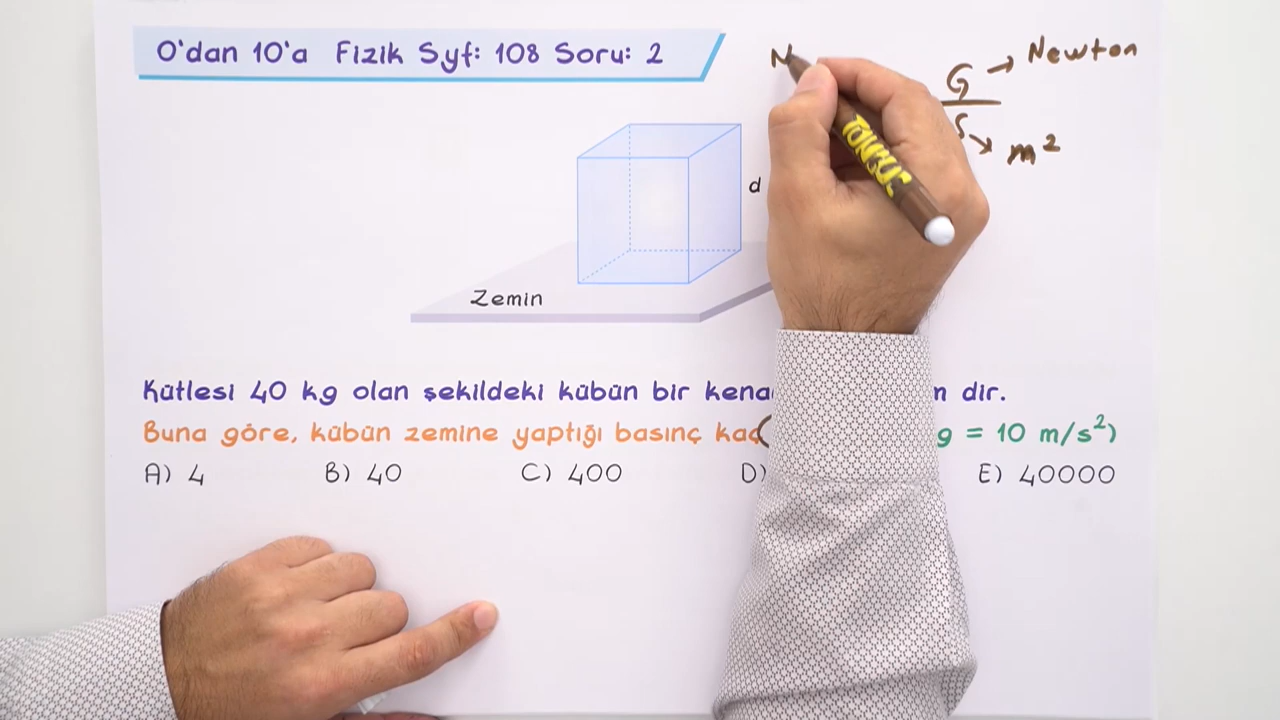 0'dan 10'a Fizik Syf: 108 Soru: 2
N
G → Newton
S → m²
d
Zemin
Kütlesi 40 kg olan şekildeki kübün bir kena dir.
Buna göre, kübün zemine yaptığı basınç kaç g = 10 m/s²)
A) 4 B) 40 C) 400 D) E) 40000